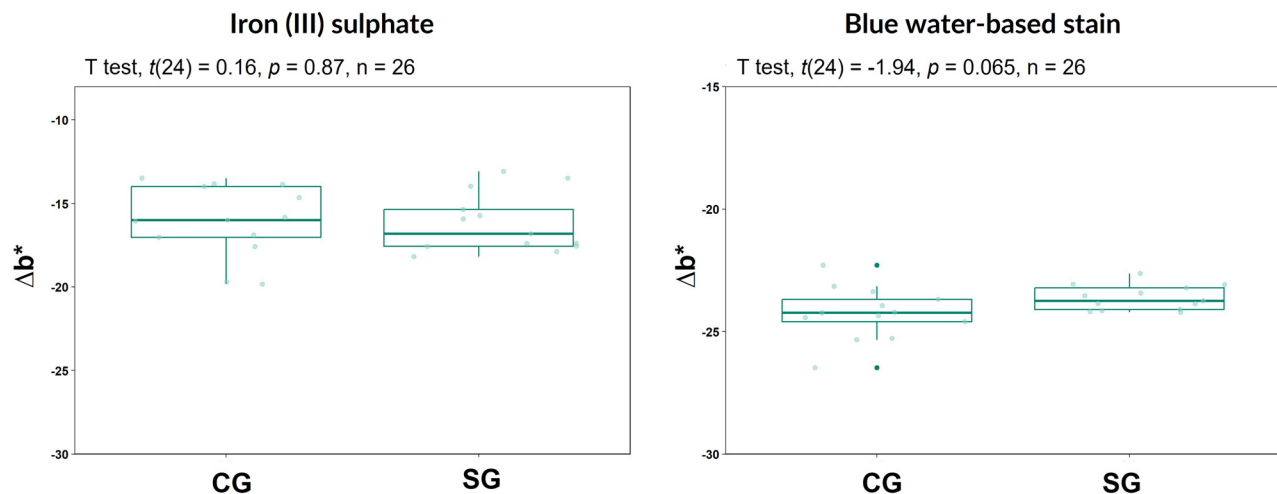 Iron (III) sulphate
T test, t(24) = 0.16, p = 0.87, n = 26
Δb*
-10
-15
-20
-25
-30
CG
SG
Blue water-based stain
T test, t(24) = -1.94, p = 0.065, n = 26
Δb*
-15
-20
-25
-30
CG
SG